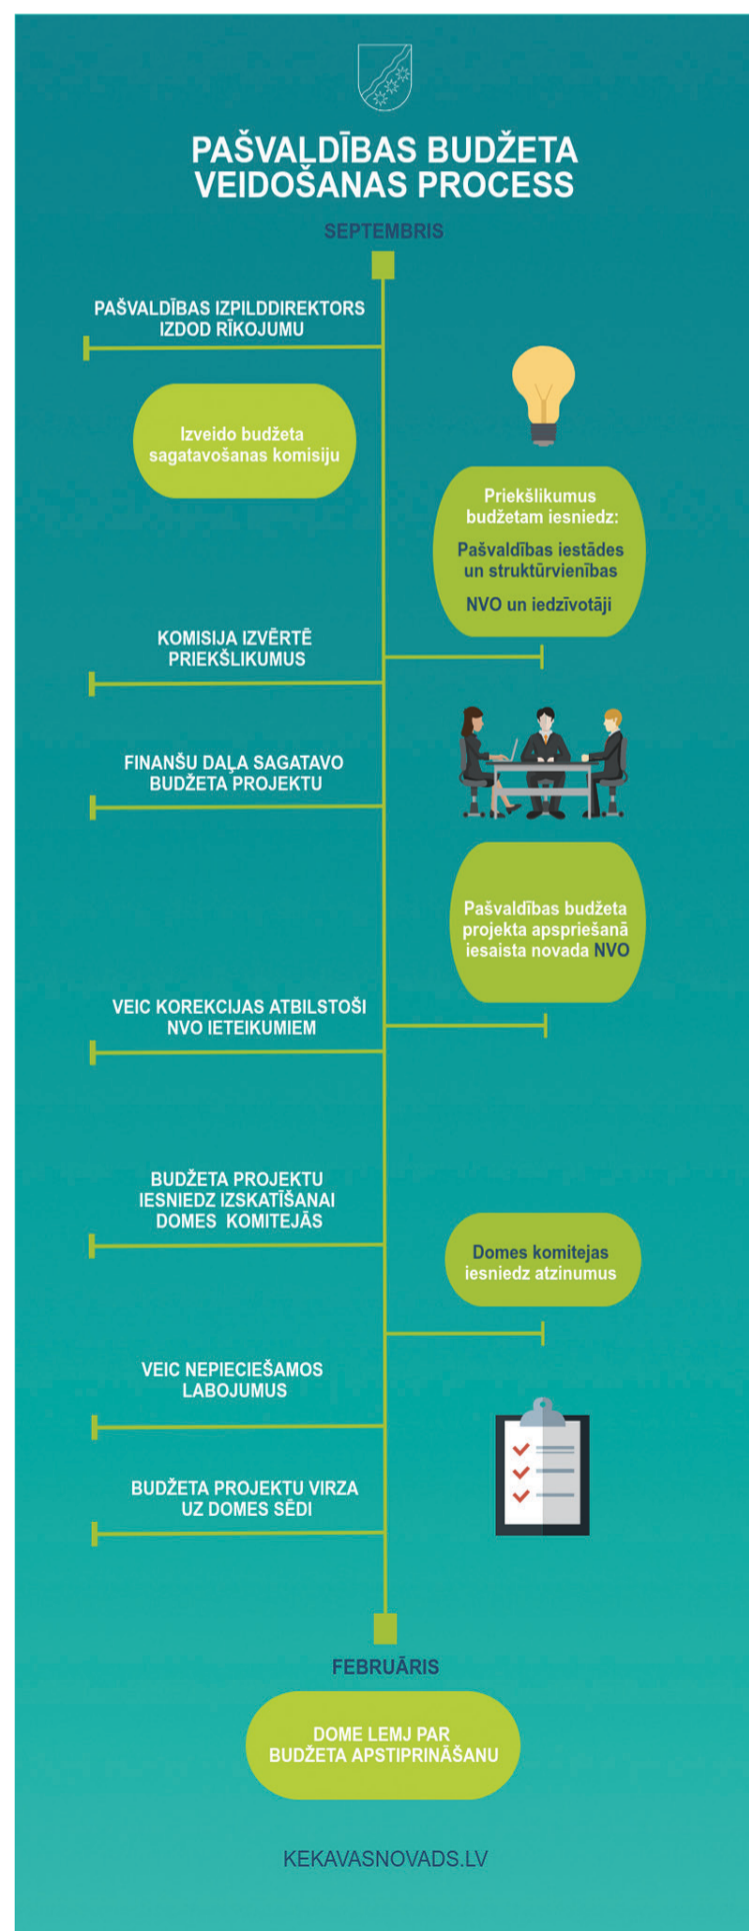 PAŠVALDĪBAS BUDŽETA
VEIDOŠANAS PROCESS
SEPTEMBRIS
PAŠVALDĪBAS IZPILDDIREKTORS
IZDOD RĪKOJUMU
Izveido budžeta
sagatavošanas komisiju
Priekšlikumus
budžetam iesniedz:
Pašvaldības iestādes
un struktūrvienības
NVO un iedzīvotāji
KOMISIJA IZVĒRTĒ
PRIEKŠLIKUMUS
FINANŠU DAĻA SAGATAVO
BUDŽETA PROJEKTU
Pašvaldības budžeta
projekta apspriešanā
iesaista novada NVO
VEIC KOREKCIJAS ATBILSTOŠI
NVO IETEIKUMIEM
BUDŽETA PROJEKTU
IESNIEDZ IZSKATĪŠANAI
DOMES KOMITEJĀS
Domes komitejas
iesniedz atzinumus
VEIC NEPIECIEŠAMOS
LABOJUMUS
BUDŽETA PROJEKTU VIRZA
UZ DOMES SĒDI
FEBRUĀRIS
DOME LEMJ PAR
BUDŽETA APSTIPRINĀŠANU
KEKAVASNOVADS.LV